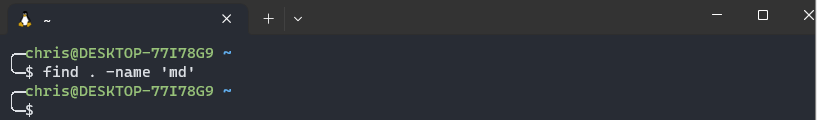 ~
chris@DESKTOP-77I78G9 ~
$ find . -name 'md'
chris@DESKTOP-77I78G9 ~
$